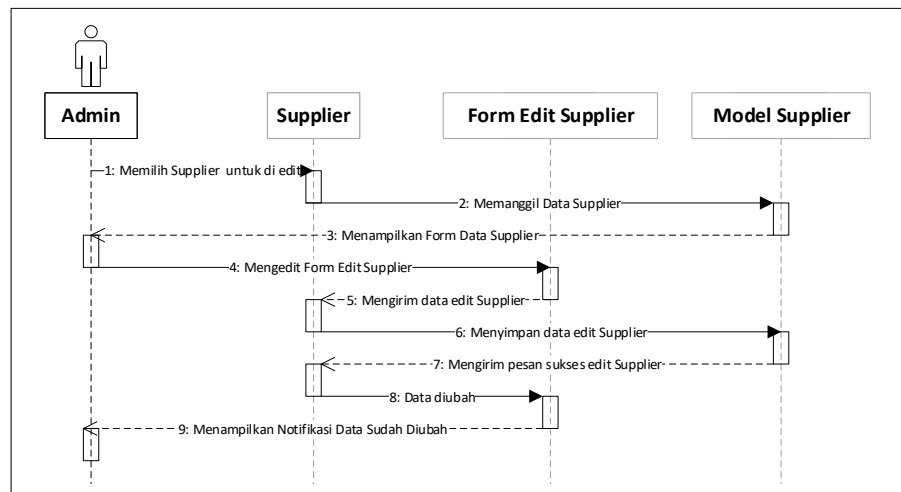 Admin
Supplier
Form Edit Supplier
Model Supplier
1: Memilih Supplier untuk di edit
2: Memanggil Data Supplier
3: Menampilkan Form Data Supplier
4: Mengedit Form Edit Supplier
5: Mengirim data edit Supplier
6: Menyimpan data edit Supplier
7: Mengirim pesan sukses edit Supplier
8: Data diubah
9: Menampilkan Notifikasi Data Sudah Diubah